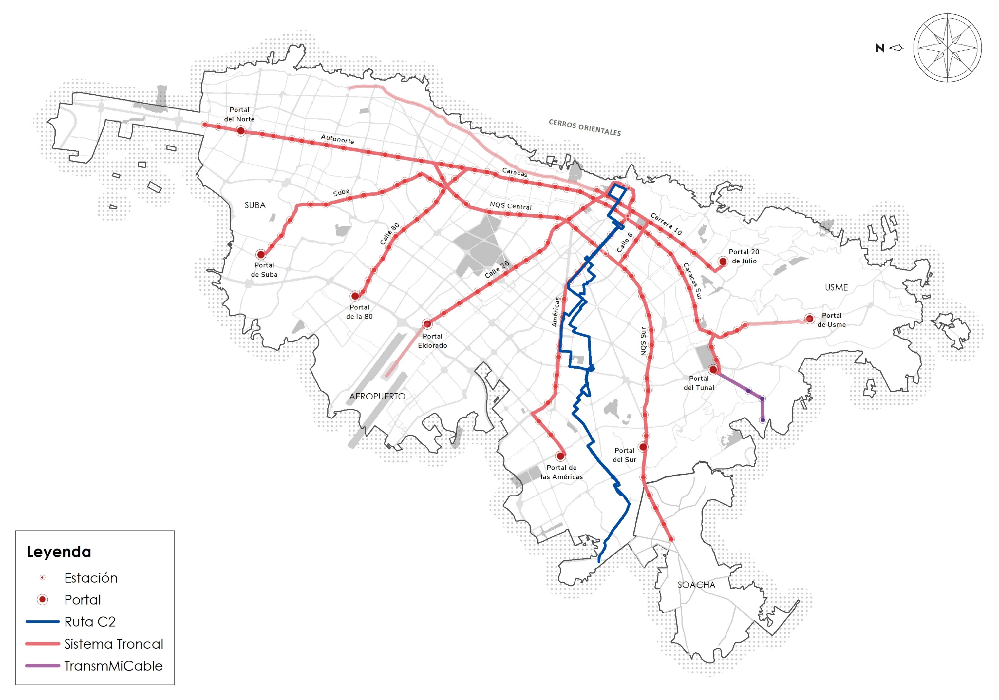 N
CERROS ORIENTALES
Portal
del Norte
Autonorte
Caracas
Suba
SUBA
NQS Central
Calle 80
Carrera 10
Calle 6
Portal 20
de Julio
Portal
de Suba
Calle 26
Caracas Sur
USME
Portal
de la 80
Américas
Portal
de Usme
Portal
Eldorado
NQS Sur
Portal
del Tunal
AEROPUERTO
Portal
del Sur
Portal de
las Américas
SOACHA
Leyenda
Estación
Portal
Ruta C2
Sistema Troncal
TransmMiCable